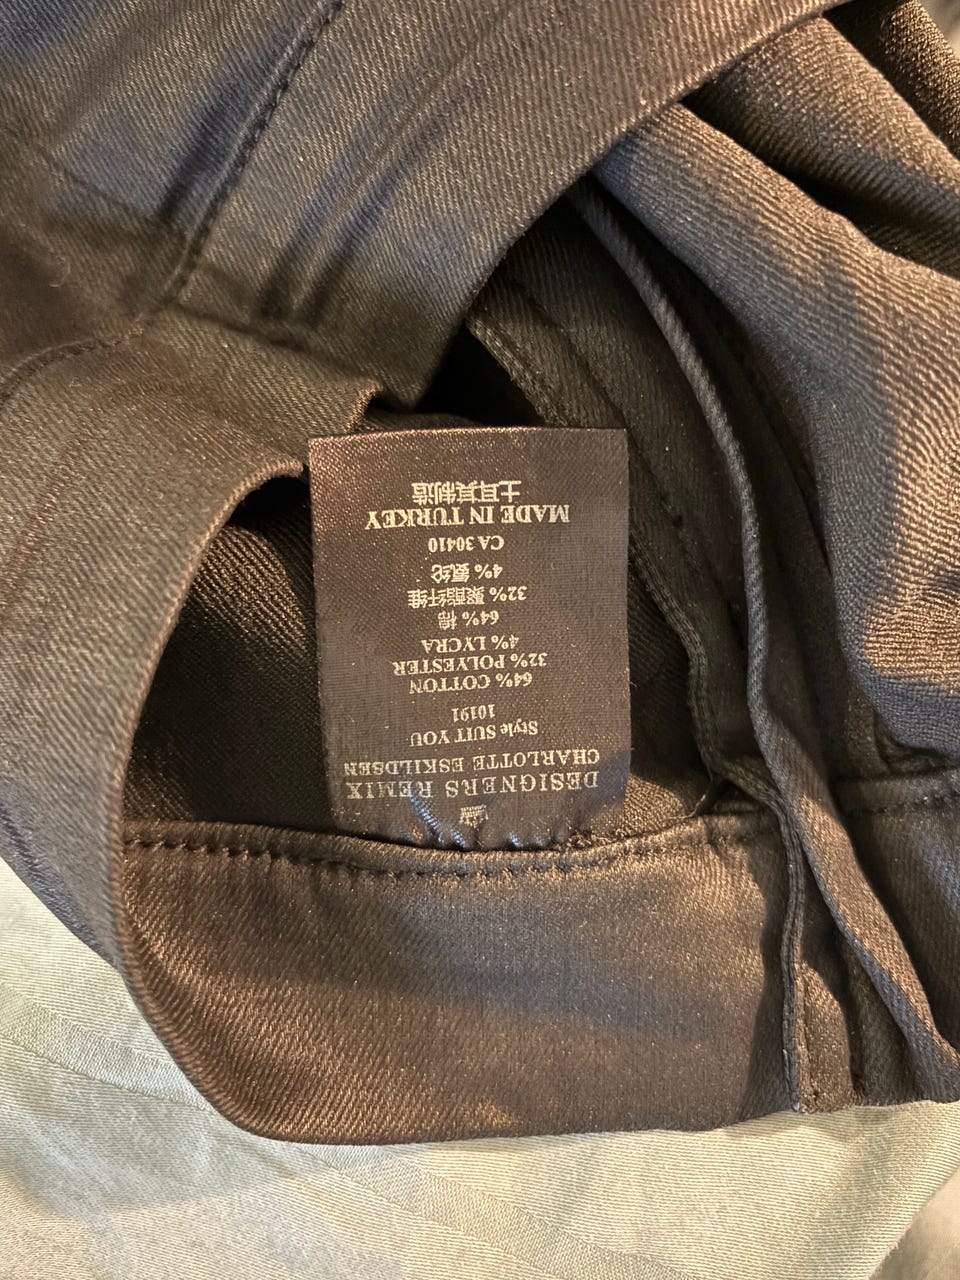 DESIGNERS REMIX
CHARLOTTE ESKILDSEN
Style SUIT YOU
10191
64% COTTON
32% POLYESTER
4% LYCRA
64% 棉
32% 聚酯纤维
4% 氨纶
CA 30410
MADE IN TURKEY
土耳其制造